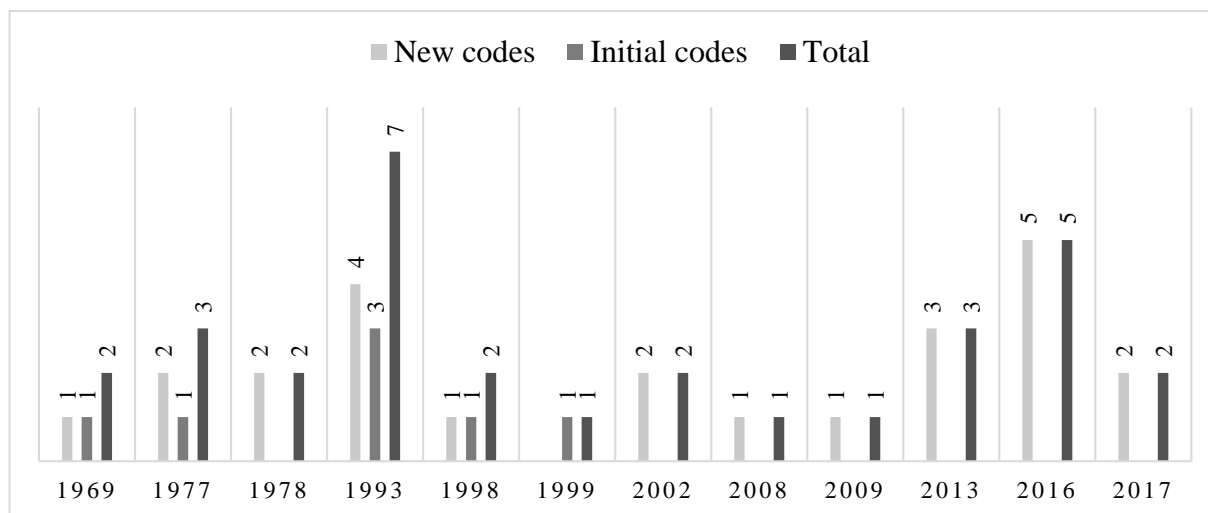 New codes Initial codes Total
1 1 2 2 1 3 2 2 4 3 7 1 1 2 1 1 2 2 1 1 1 1 3 3 5 5 2 2
1969 1977 1978 1993 1998 1999 2002 2008 2009 2013 2016 2017